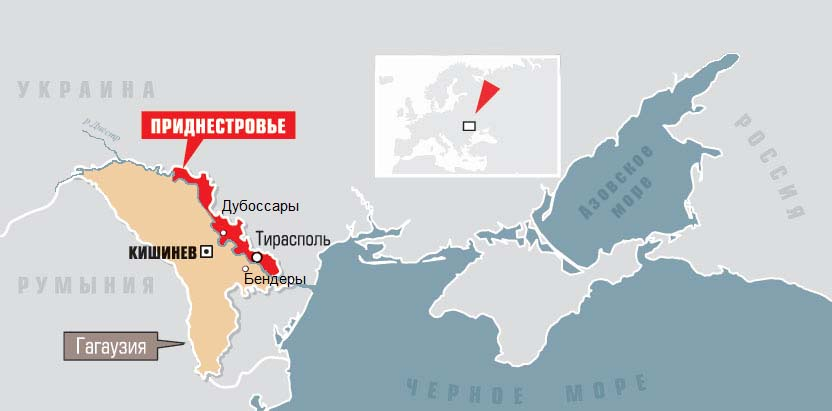 УКРАИНА
р.Днестр
ПРИДНЕСТРОВЬЕ
РОССИЯ
Азовское
море
Дубоссары
Тирасполь
КИШИНЕВ
Бендеры
РУМЫНИЯ
Гагаузия
ЧЕРНОЕ МОРЕ